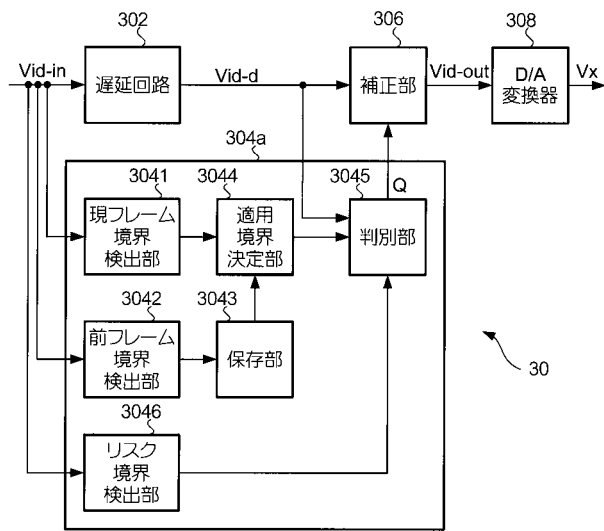 302
306
308
Vid-in
遅延回路
Vid-d
補正部
Vid-out
D/A
変換器
Vx
304a
3041
3044
3045
Q
現フレーム
境界
検出部
適用
境界
決定部
判別部
3042
3043
前フレーム
境界
検出部
保存部
30
3046
リスク
境界
検出部